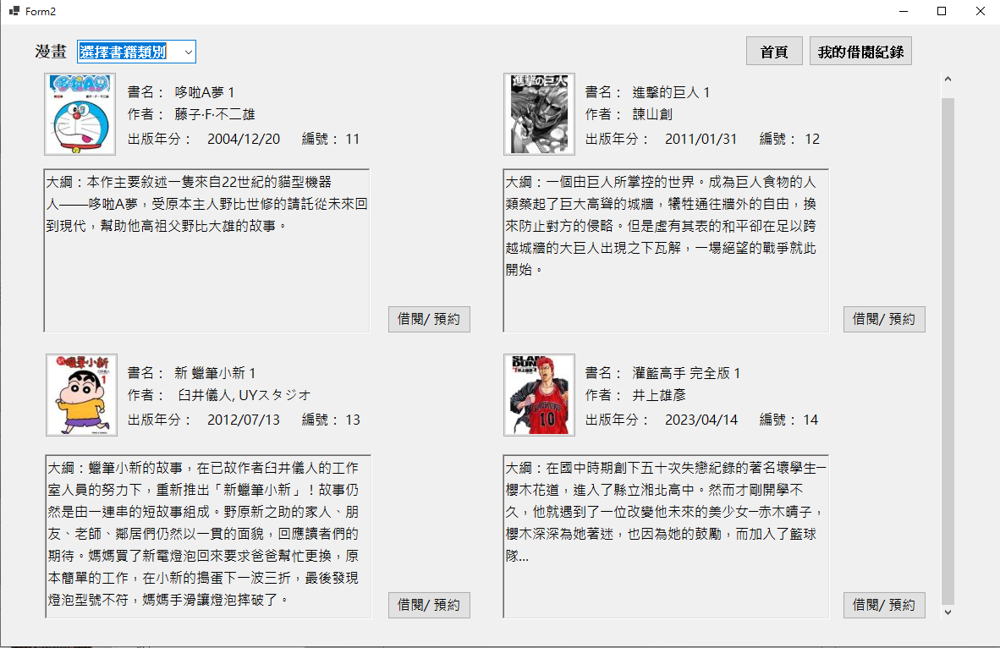 Form2
漫畫
選擇書籍類別
首頁
我的借閱紀錄
哆啦A夢
書名： 哆啦A夢 1
作者： 藤子‧F‧不二雄
出版年分： 2004/12/20 編號： 11
大綱：本作主要敘述一隻來自22世紀的貓型機器
人——哆啦A夢，受原本主人野比世修的請託從未來回
到現代，幫助他高祖父野比大雄的故事。
借閱/ 預約
進撃の巨人
書名： 進擊的巨人 1
作者： 諫山創
出版年分： 2011/01/31 編號： 12
大綱：一個由巨人所掌控的世界。成為巨人食物的人
類築起了巨大高聳的城牆，犧牲通往牆外的自由，換
來防止對方的侵略。但是虛有其表的和平卻在足以跨
越城牆的大巨人出現之下瓦解，一場絕望的戰爭就此
開始。
借閱/ 預約
新蠟筆小新
1
書名： 新 蠟筆小新 1
作者： 臼井儀人, UYスタジオ
出版年分： 2012/07/13 編號： 13
大綱：蠟筆小新的故事，在已故作者臼井儀人的工作
室人員的努力下，重新推出「新蠟筆小新」！故事仍
然是由一連串的短故事組成。野原新之助的家人、朋
友、老師、鄰居們仍然以一貫的面貌，回應讀者們的
期待。媽媽買了新電燈泡回來要求爸爸幫忙更換，原
本簡單的工作，在小新的搗蛋下一波三折，最後發現
燈泡型號不符，媽媽手滑讓燈泡摔破了。
借閱/ 預約
SLAM
DUNK
井上雄彥
SHOHOKU
10
書名： 灌籃高手 完全版 1
作者： 井上雄彥
出版年分： 2023/04/14 編號： 14
大綱：在國中時期創下五十次失戀紀錄的著名壞學生─
櫻木花道，進入了縣立湘北高中。然而才剛開學不
久，他就遇到了一位改變他未來的美少女─赤木晴子，
櫻木深深為她著迷，也因為她的鼓勵，而加入了籃球
隊...
借閱/ 預約